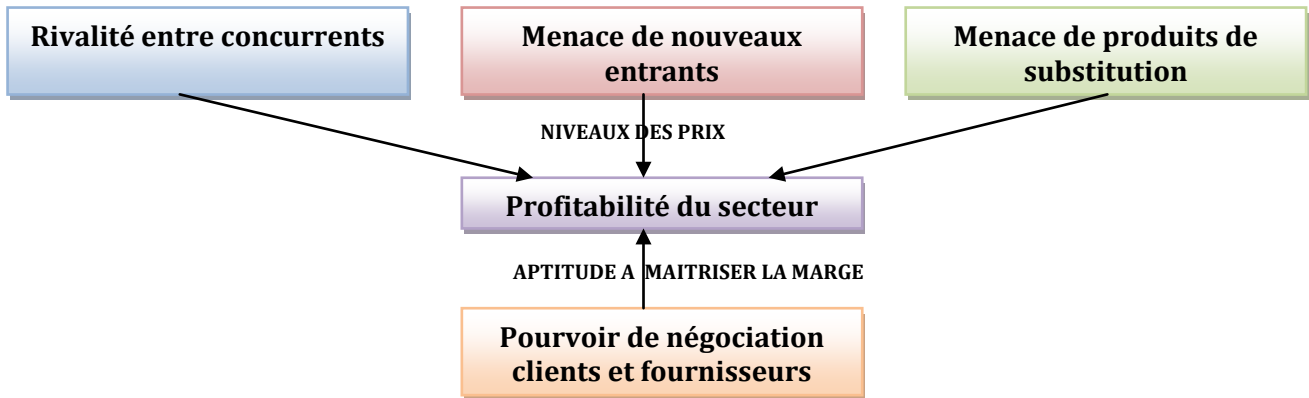 Rivalité entre concurrents
Menace de nouveaux
entrants
Menace de produits de
substitution
NIVEAUX DES PRIX
Profitabilité du secteur
APTITUDE A MAITRISER LA MARGE
Pourvoir de négociation
clients et fournisseurs